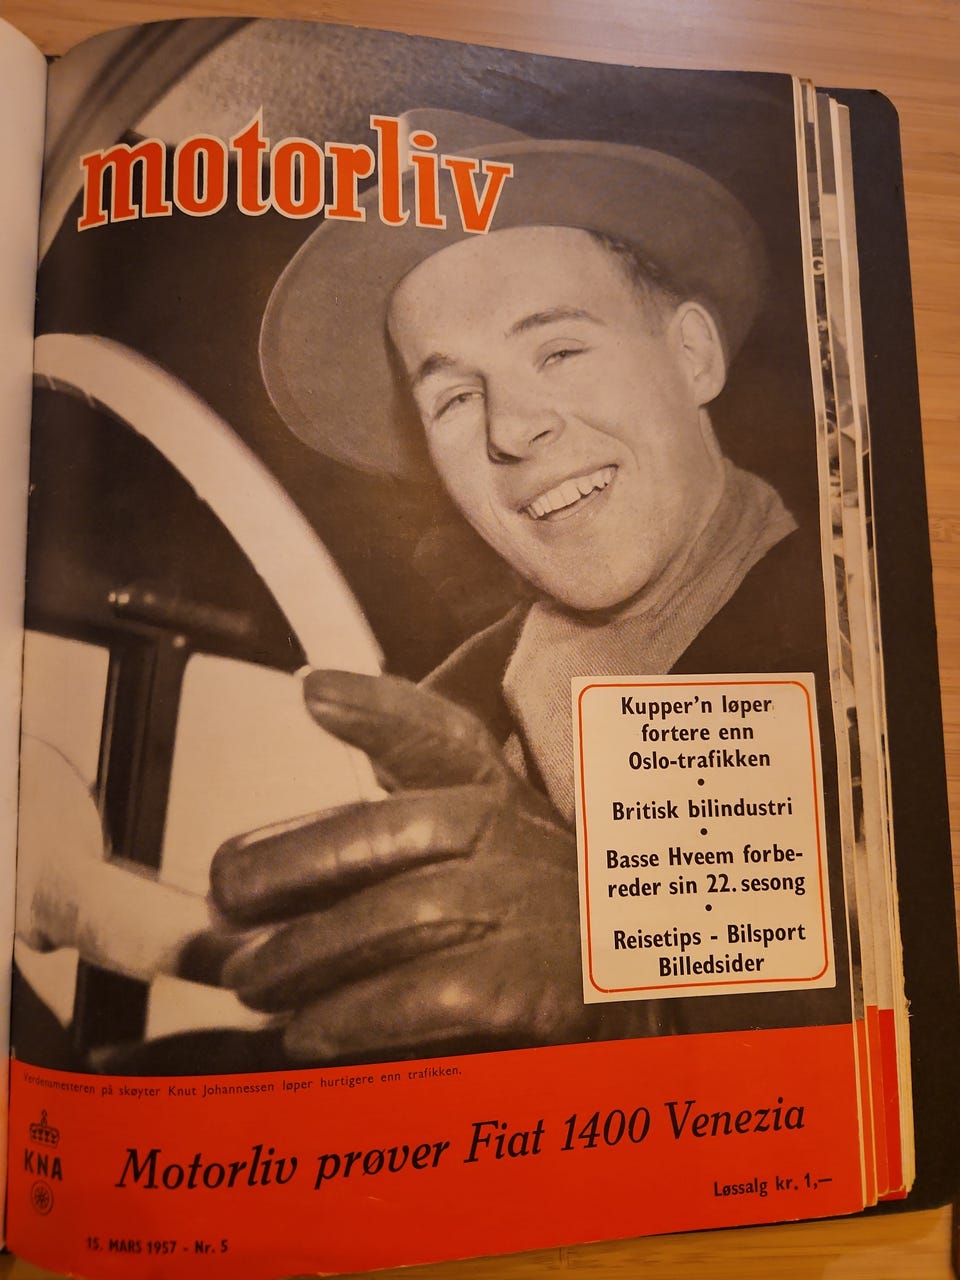 motorliv
Kupper'n løper
fortere enn
Oslo-trafikken
•
Britisk bilindustri
•
Basse Hveem forbe-
reder sin 22. sesong
•
Reisetips - Bilsport
Billedsider
Verdensmesteren på skøyter Knut Johannessen løper hurtigere enn trafikken.
KNA
Motorliv prøver Fiat 1400 Venezia
Løssalg kr. 1,—
15. MARS 1957 - Nr. 5
G